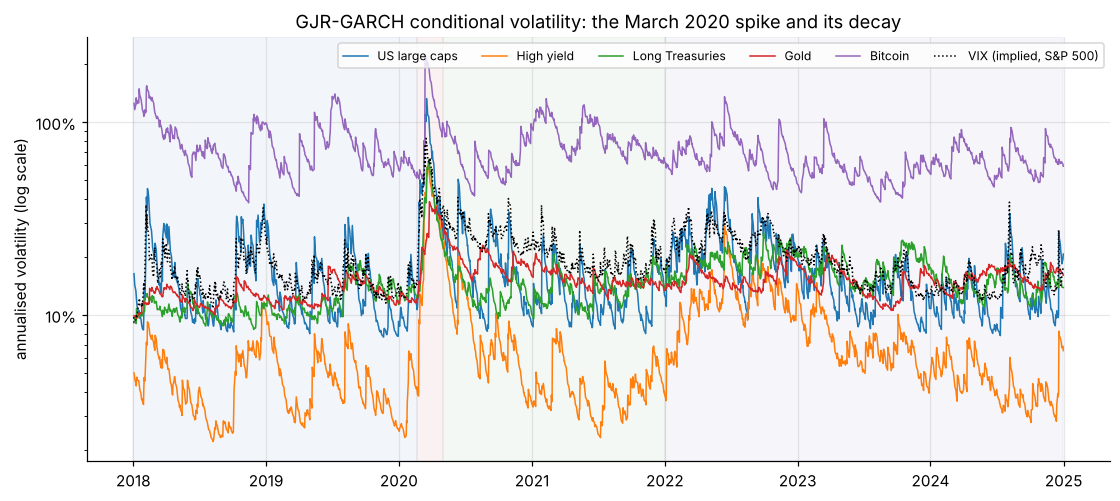 GJR-GARCH conditional volatility: the March 2020 spike and its decay
US large caps High yield Long Treasuries Gold Bitcoin VIX (implied, S&P 500)
annualised volatility (log scale)
100%
10%
2018 2019 2020 2021 2022 2023 2024 2025